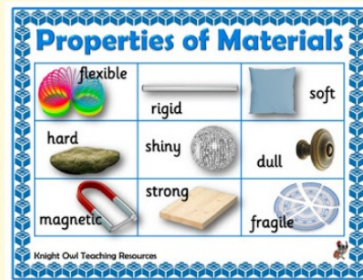 Properties of Materials
flexible
rigid
soft
hard
shiny
dull
magnetic
strong
fragile
Knight Owl Teaching Resources